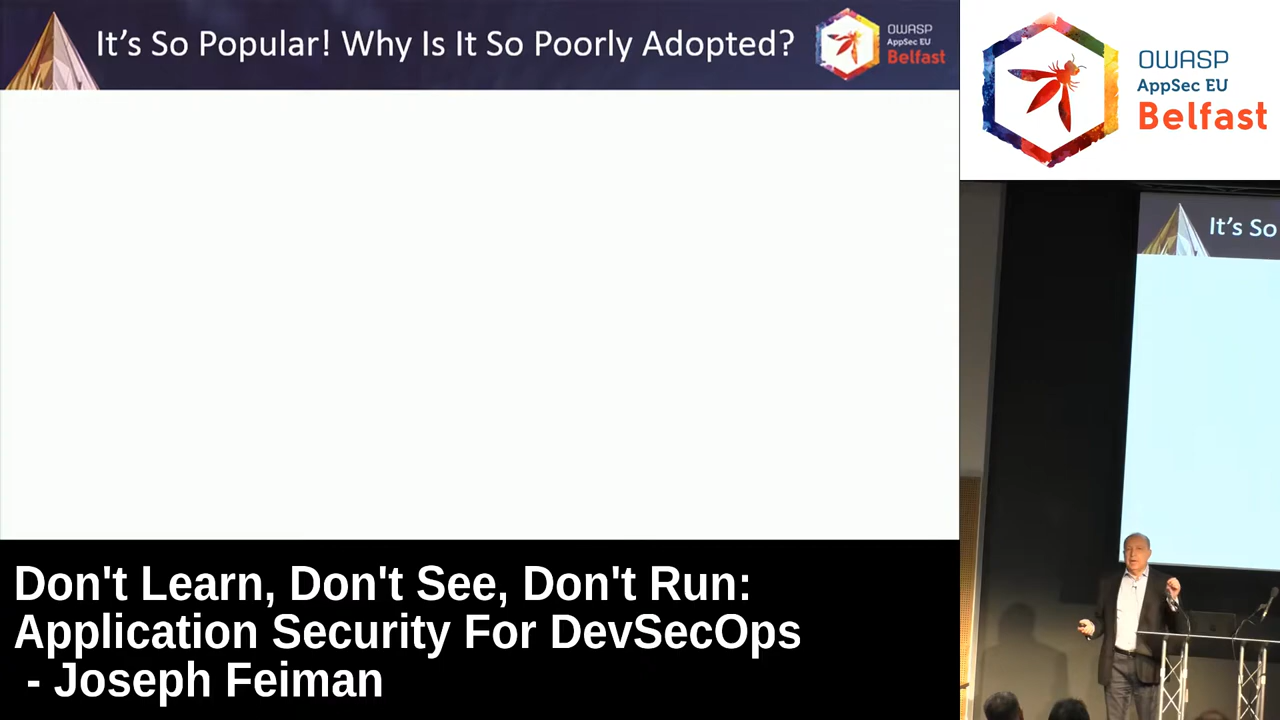 It's So Popular! Why Is It So Poorly Adopted?
OWASP
AppSec EU
Belfast
OWASP
AppSec EU
Belfast
It's So
Don't Learn, Don't See, Don't Run:
Application Security For DevSecOps
- Joseph Feiman